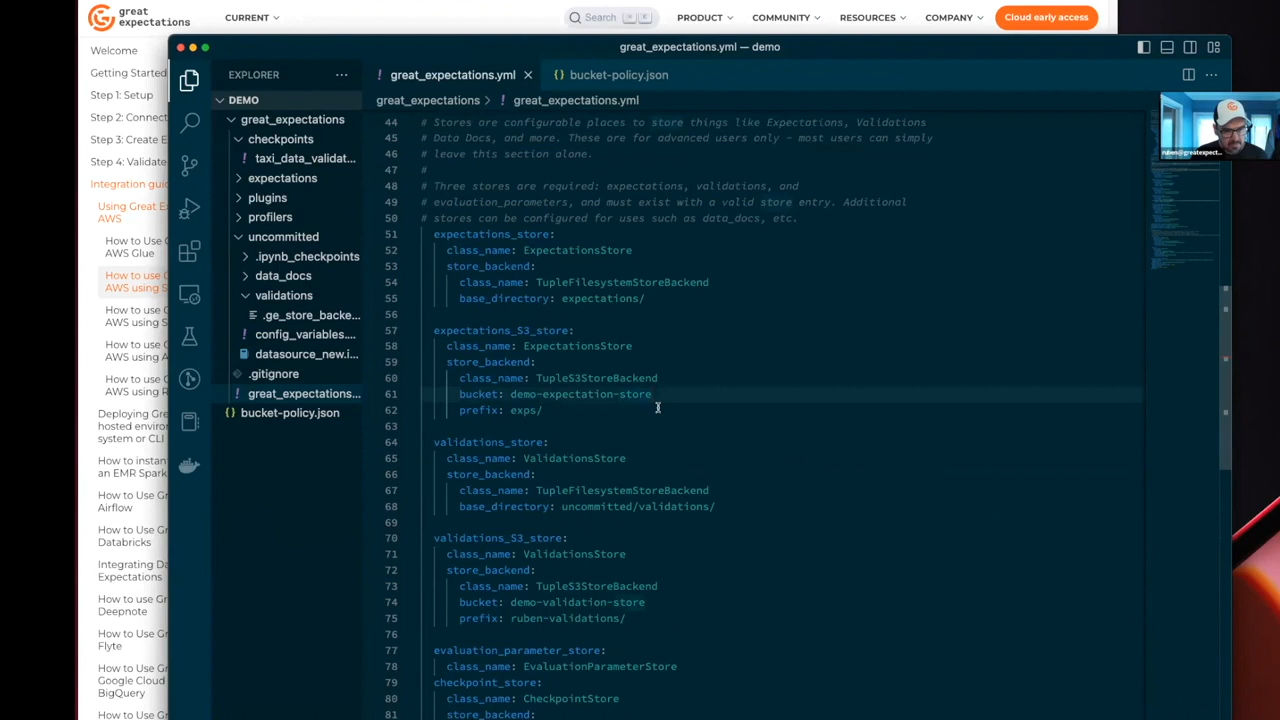 great
expectations
CURRENT
Search
PRODUCT
COMMUNITY
RESOURCES
COMPANY
Cloud early access
Welcome
Getting Started
Step 1: Setup
Step 2: Connect
Step 3: Create E
Step 4: Validate
Integration guid
Using Great E
AWS
How to Use G
AWS Glue
How to use G
AWS using S
How to use G
AWS using S
How to use G
AWS using A
How to use G
AWS using R
Deploying Grea
hosted environ
system or CLI
How to instant
an EMR Spark
How to Use Gr
Airflow
How to Use Gr
Databricks
Integrating Da
Expectations
How to use Gr
Deepnote
How to Use Gr
Flyte
How to Use Gr
Google Cloud
BigQuery
great_expectations.yml — demo
EXPLORER
DEMO
great_expectations
checkpoints
taxi_data_validat...
expectations
plugins
profilers
uncommitted
.ipynb_checkpoints
data_docs
validations
.ge_store_backe...
config_variables....
datasource_new.i...
.gitignore
great_expectations...
bucket-policy.json
great_expectations.yml
bucket-policy.json
great_expectations > great_expectations.yml
44 # Stores are configurable places to store things like Expectations, Validations
45 # Data Docs, and more. These are for advanced users only - most users can simply
46 # leave this section alone.
47 #
48 # Three stores are required: expectations, validations, and
49 # evaluation_parameters, and must exist with a valid store entry. Additional
50 # stores can be configured for uses such as data_docs, etc.
51 expectations_store:
52 class_name: ExpectationsStore
53 store_backend:
54 class_name: TupleFilesystemStoreBackend
55 base_directory: expectations/
56
57 expectations_S3_store:
58 class_name: ExpectationsStore
59 store_backend:
60 class_name: TupleS3StoreBackend
61 bucket: demo-expectation-store
62 prefix: exps/
63
64 validations_store:
65 class_name: ValidationsStore
66 store_backend:
67 class_name: TupleFilesystemStoreBackend
68 base_directory: uncommitted/validations/
69
70 validations_S3_store:
71 class_name: ValidationsStore
72 store_backend:
73 class_name: TupleS3StoreBackend
74 bucket: demo-validation-store
75 prefix: ruben-validations/
76
77 evaluation_parameter_store:
78 class_name: EvaluationParameterStore
79 checkpoint_store:
80 class_name: CheckpointStore
81 store_backend:
ruben@greatexpect...